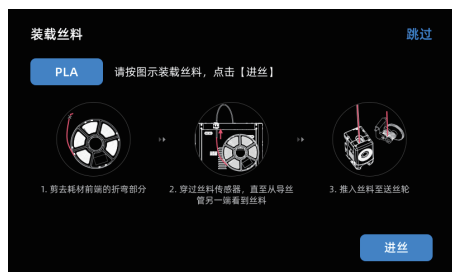 装载丝料
跳过
PLA
请按图示装载丝料，点击【进丝】
1. 剪去耗材前端的折弯部分
2. 穿过丝料传感器，直至从导丝
管另一端看到丝料
3. 推入丝料至送丝轮
进丝